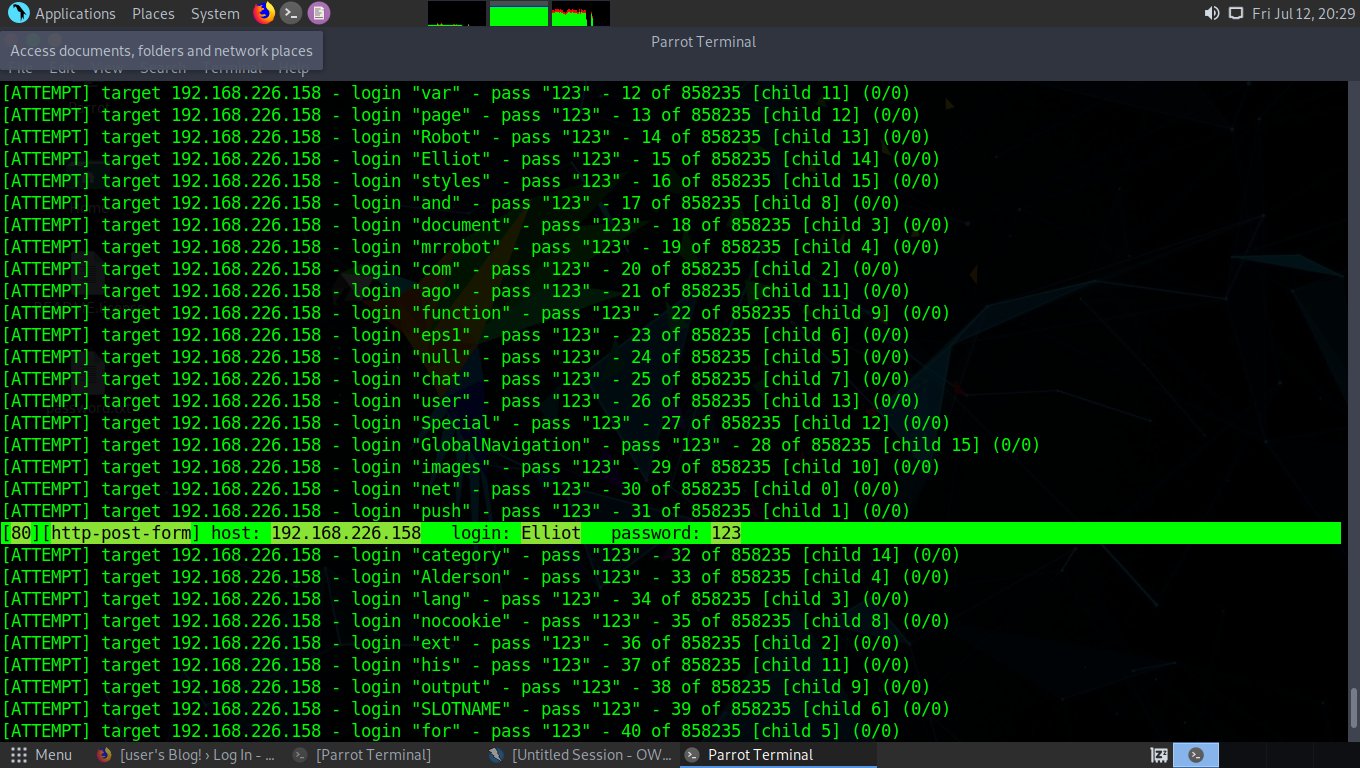 Applications Places System Fri Jul 12, 20:29
Parrot Terminal
Access documents, folders and network places
File Edit View Search Terminal Help
[ATTEMPT] target 192.168.226.158 - login "var" - pass "123" - 12 of 858235 [child 11] (0/0)
[ATTEMPT] target 192.168.226.158 - login "page" - pass "123" - 13 of 858235 [child 12] (0/0)
[ATTEMPT] target 192.168.226.158 - login "Robot" - pass "123" - 14 of 858235 [child 13] (0/0)
[ATTEMPT] target 192.168.226.158 - login "Elliot" - pass "123" - 15 of 858235 [child 14] (0/0)
[ATTEMPT] target 192.168.226.158 - login "styles" - pass "123" - 16 of 858235 [child 15] (0/0)
[ATTEMPT] target 192.168.226.158 - login "and" - pass "123" - 17 of 858235 [child 8] (0/0)
[ATTEMPT] target 192.168.226.158 - login "document" - pass "123" - 18 of 858235 [child 3] (0/0)
[ATTEMPT] target 192.168.226.158 - login "mrrobot" - pass "123" - 19 of 858235 [child 4] (0/0)
[ATTEMPT] target 192.168.226.158 - login "com" - pass "123" - 20 of 858235 [child 2] (0/0)
[ATTEMPT] target 192.168.226.158 - login "ago" - pass "123" - 21 of 858235 [child 11] (0/0)
[ATTEMPT] target 192.168.226.158 - login "function" - pass "123" - 22 of 858235 [child 9] (0/0)
[ATTEMPT] target 192.168.226.158 - login "eps1" - pass "123" - 23 of 858235 [child 6] (0/0)
[ATTEMPT] target 192.168.226.158 - login "null" - pass "123" - 24 of 858235 [child 5] (0/0)
[ATTEMPT] target 192.168.226.158 - login "chat" - pass "123" - 25 of 858235 [child 7] (0/0)
[ATTEMPT] target 192.168.226.158 - login "user" - pass "123" - 26 of 858235 [child 13] (0/0)
[ATTEMPT] target 192.168.226.158 - login "Special" - pass "123" - 27 of 858235 [child 12] (0/0)
[ATTEMPT] target 192.168.226.158 - login "GlobalNavigation" - pass "123" - 28 of 858235 [child 15] (0/0)
[ATTEMPT] target 192.168.226.158 - login "images" - pass "123" - 29 of 858235 [child 10] (0/0)
[ATTEMPT] target 192.168.226.158 - login "net" - pass "123" - 30 of 858235 [child 0] (0/0)
[ATTEMPT] target 192.168.226.158 - login "push" - pass "123" - 31 of 858235 [child 1] (0/0)
[80][http-post-form] host: 192.168.226.158   login: Elliot   password: 123
[ATTEMPT] target 192.168.226.158 - login "category" - pass "123" - 32 of 858235 [child 14] (0/0)
[ATTEMPT] target 192.168.226.158 - login "Alderson" - pass "123" - 33 of 858235 [child 4] (0/0)
[ATTEMPT] target 192.168.226.158 - login "lang" - pass "123" - 34 of 858235 [child 3] (0/0)
[ATTEMPT] target 192.168.226.158 - login "nocookie" - pass "123" - 35 of 858235 [child 8] (0/0)
[ATTEMPT] target 192.168.226.158 - login "ext" - pass "123" - 36 of 858235 [child 2] (0/0)
[ATTEMPT] target 192.168.226.158 - login "his" - pass "123" - 37 of 858235 [child 11] (0/0)
[ATTEMPT] target 192.168.226.158 - login "output" - pass "123" - 38 of 858235 [child 9] (0/0)
[ATTEMPT] target 192.168.226.158 - login "SLOTNAME" - pass "123" - 39 of 858235 [child 6] (0/0)
[ATTEMPT] target 192.168.226.158 - login "for" - pass "123" - 40 of 858235 [child 5] (0/0)
Menu [user's Blog! › Log In - ... [Parrot Terminal] [Untitled Session - OW... Parrot Terminal